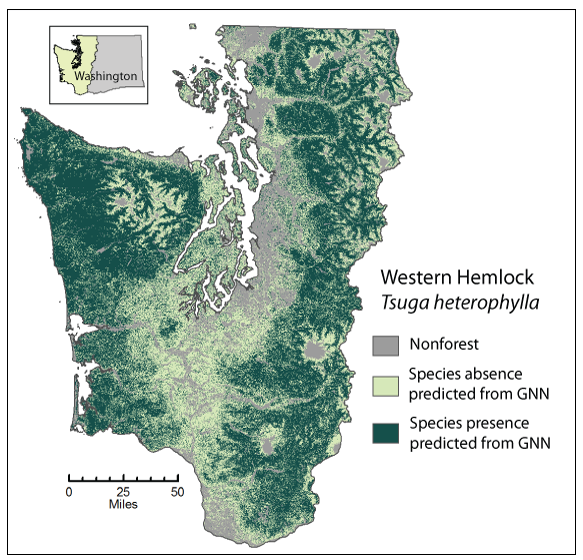 Washington
Western Hemlock
Tsuga heterophylla
Nonforest
Species absence
predicted from GNN
Species presence
predicted from GNN
0 25 50
Miles